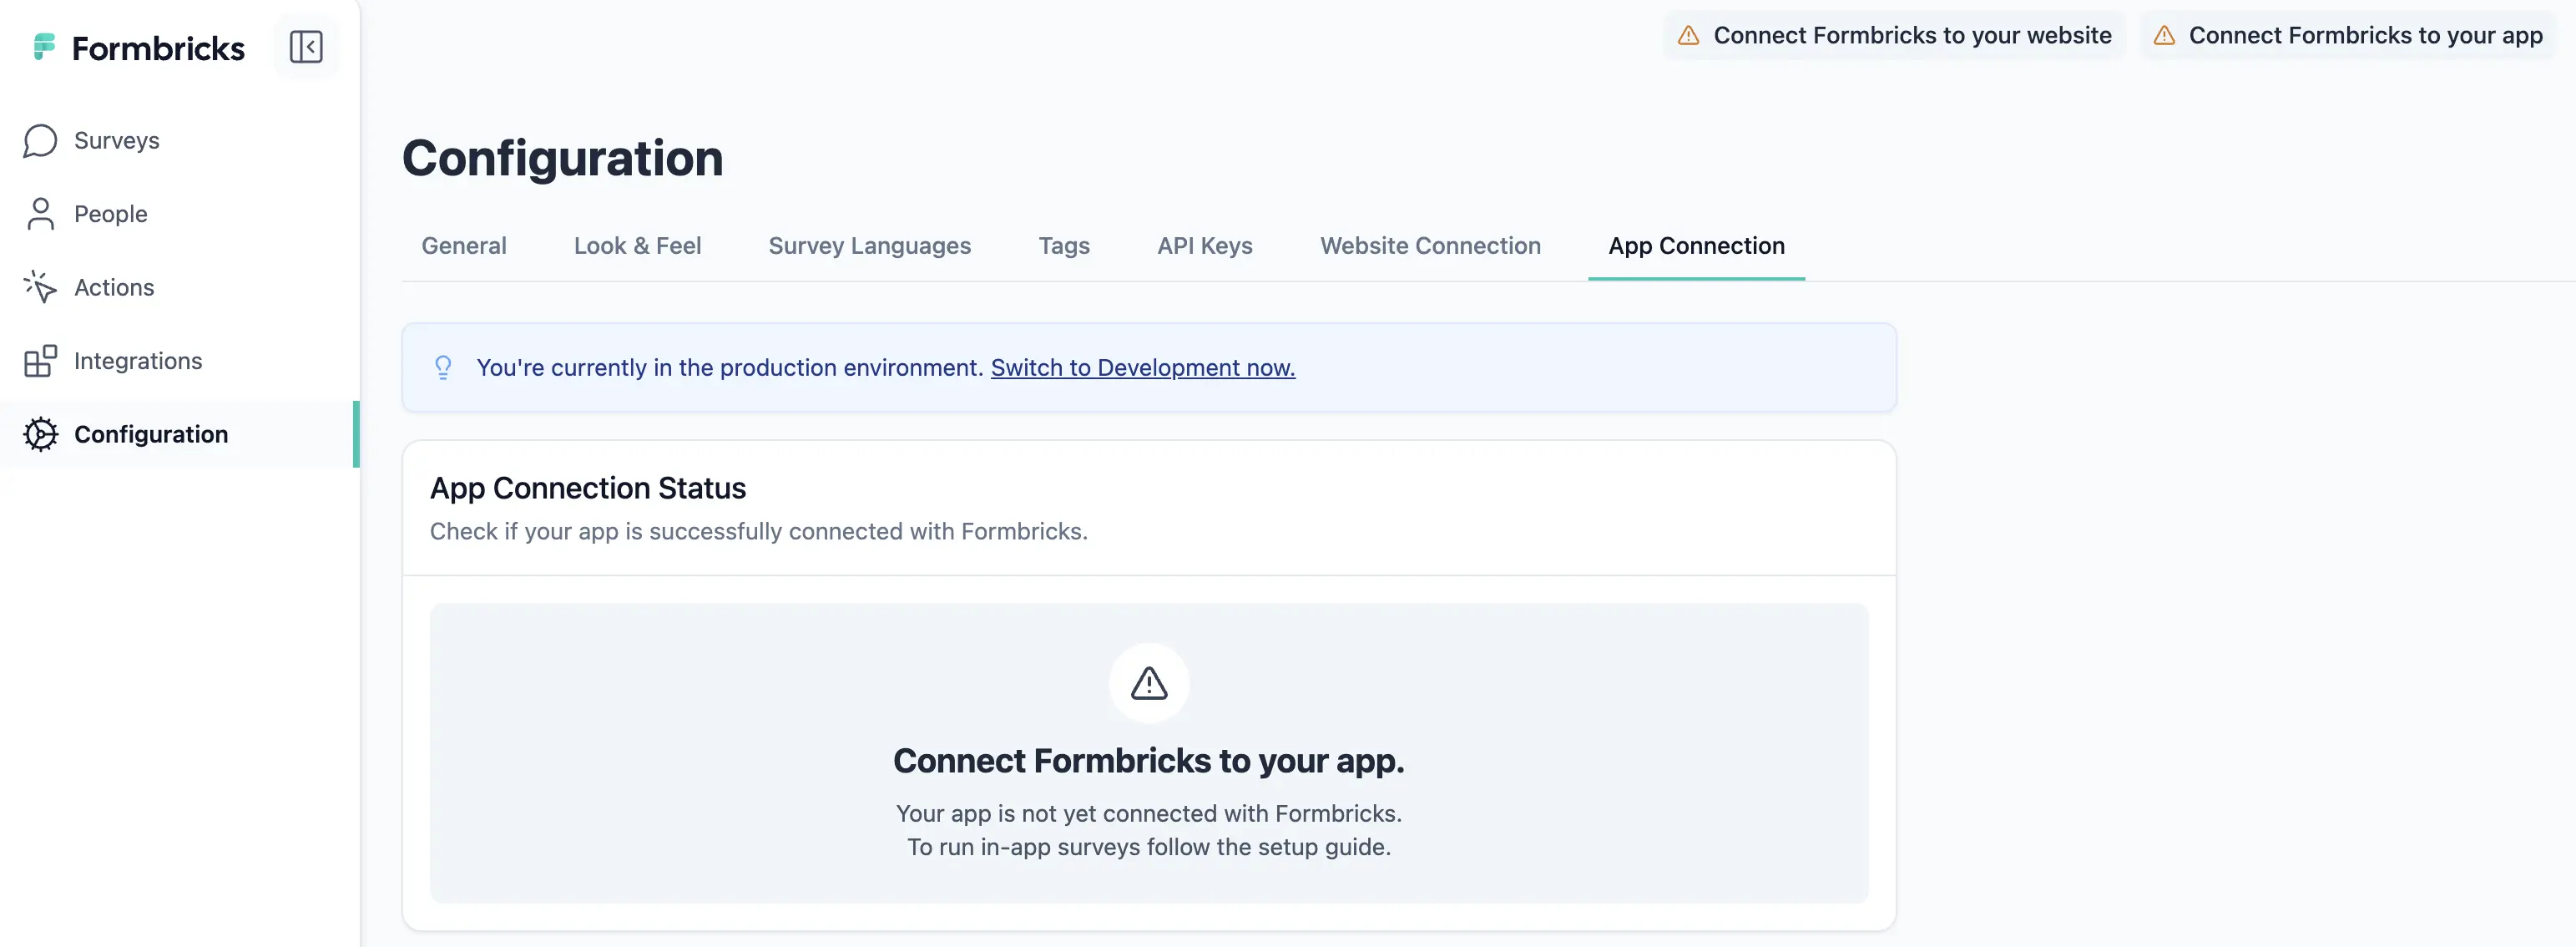 Formbricks
Connect Formbricks to your website
Connect Formbricks to your app
Surveys
People
Actions
Integrations
Configuration
Configuration
General
Look & Feel
Survey Languages
Tags
API Keys
Website Connection
App Connection
You're currently in the production environment. Switch to Development now.
App Connection Status
Check if your app is successfully connected with Formbricks.
Connect Formbricks to your app.
Your app is not yet connected with Formbricks.
To run in-app surveys follow the setup guide.